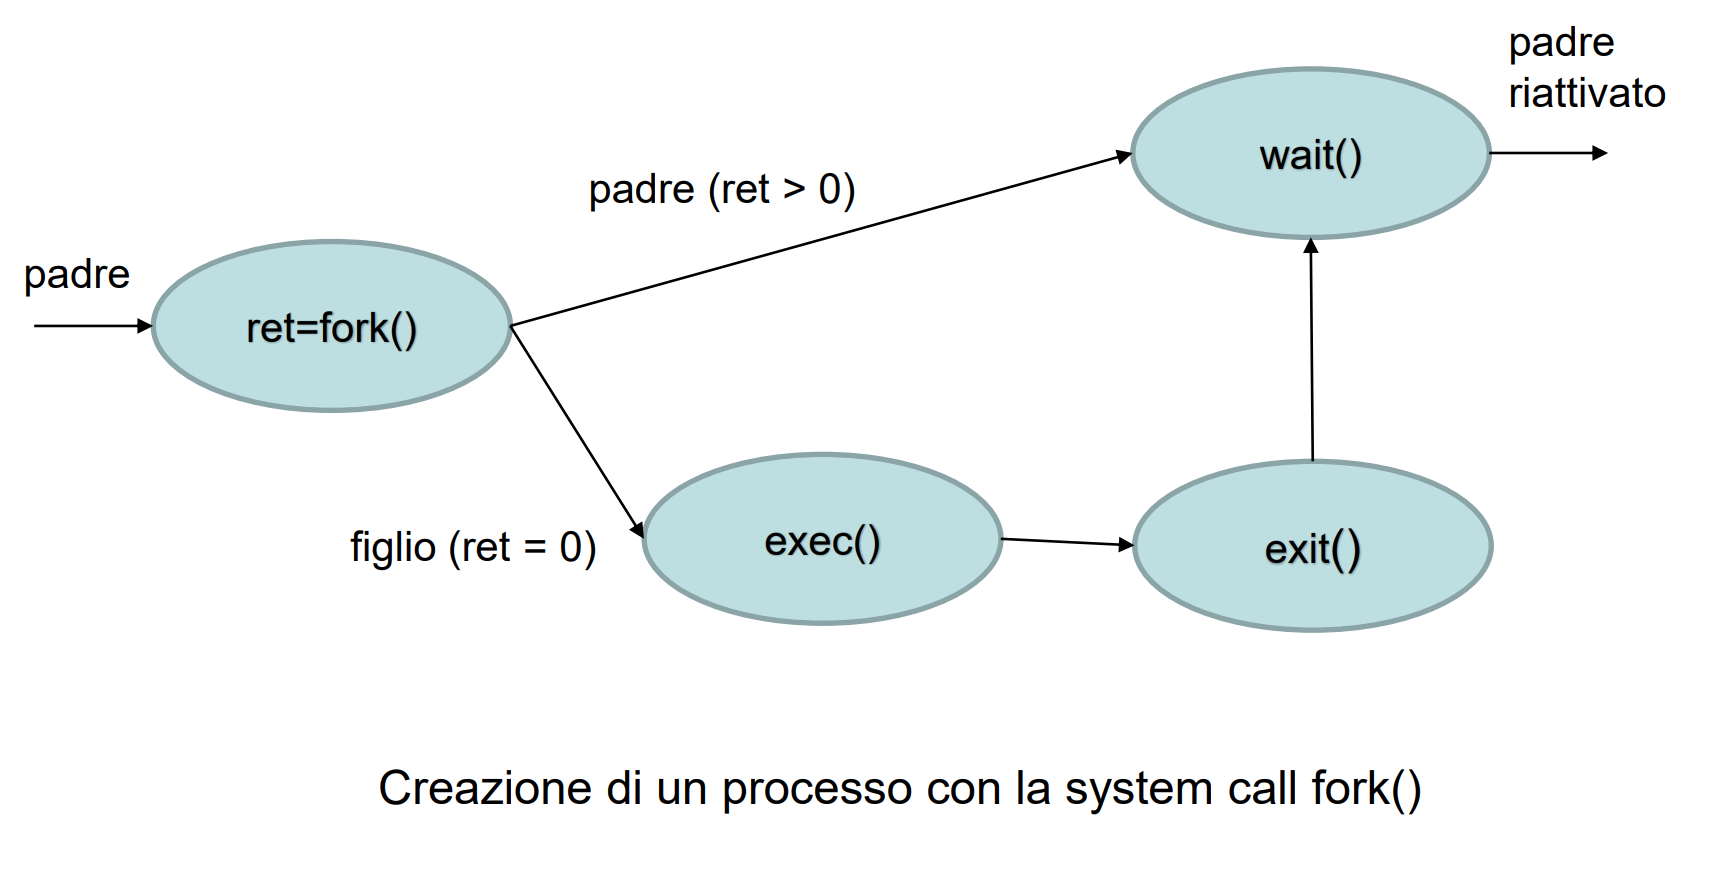 padre
riattivato
wait()
padre (ret > 0)
padre
ret=fork()
figlio (ret = 0)
exec()
exit()
Creazione di un processo con la system call fork()